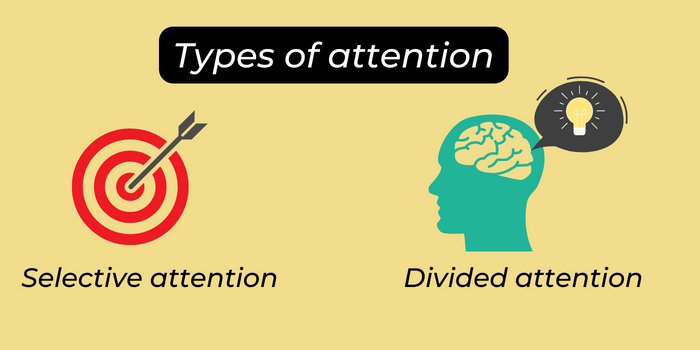 Types of attention
Selective attention
Divided attention